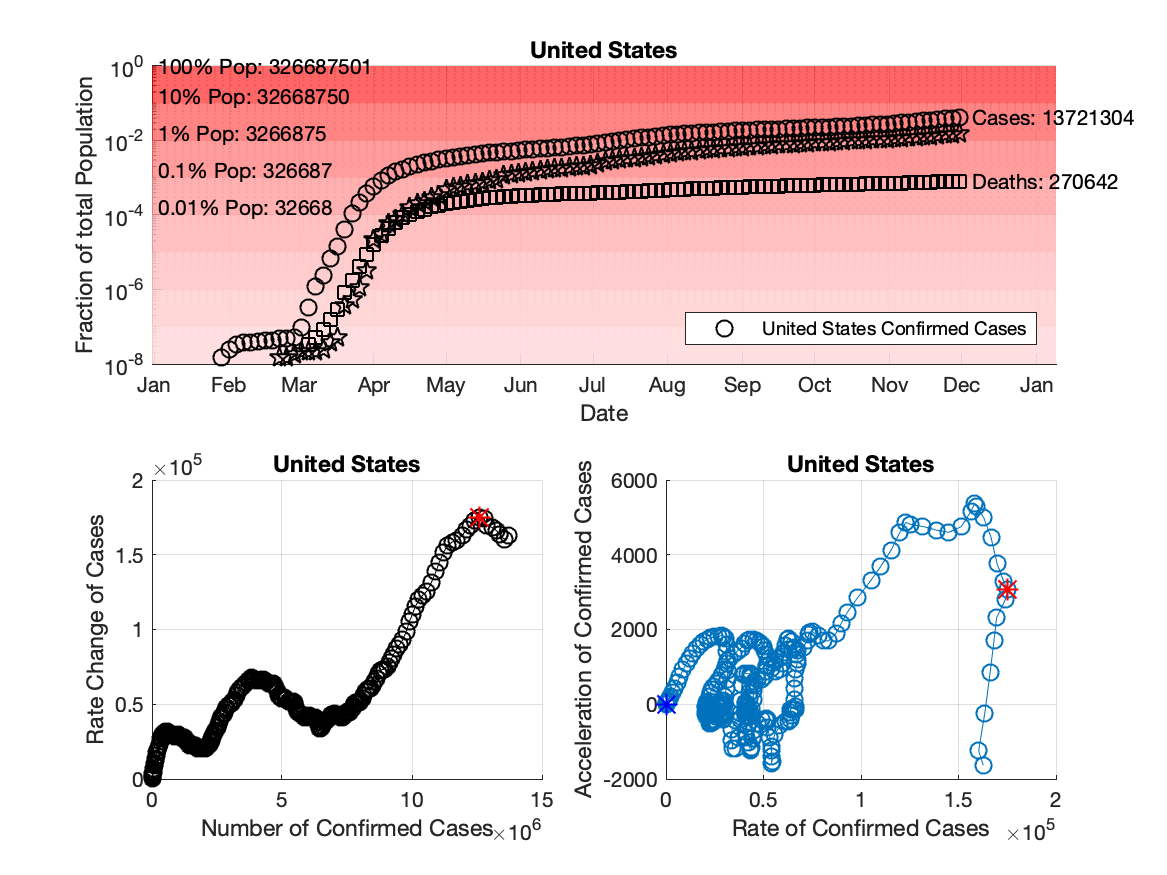 United States
Fraction of total Population
10^0
10^-2
10^-4
10^-6
10^-8
100% Pop: 326687501
10% Pop: 32668750
1% Pop: 3266875
0.1% Pop: 326687
0.01% Pop: 32668
Cases: 13721304
Deaths: 270642
United States Confirmed Cases
Jan Feb Mar Apr May Jun Jul Aug Sep Oct Nov Dec Jan
Date
United States
×10^5
Rate Change of Cases
2
1.5
1
0.5
0
0 5 10 15
Number of Confirmed Cases
×10^6
United States
Acceleration of Confirmed Cases
6000
4000
2000
0
-2000
0 0.5 1 1.5 2
Rate of Confirmed Cases
×10^5